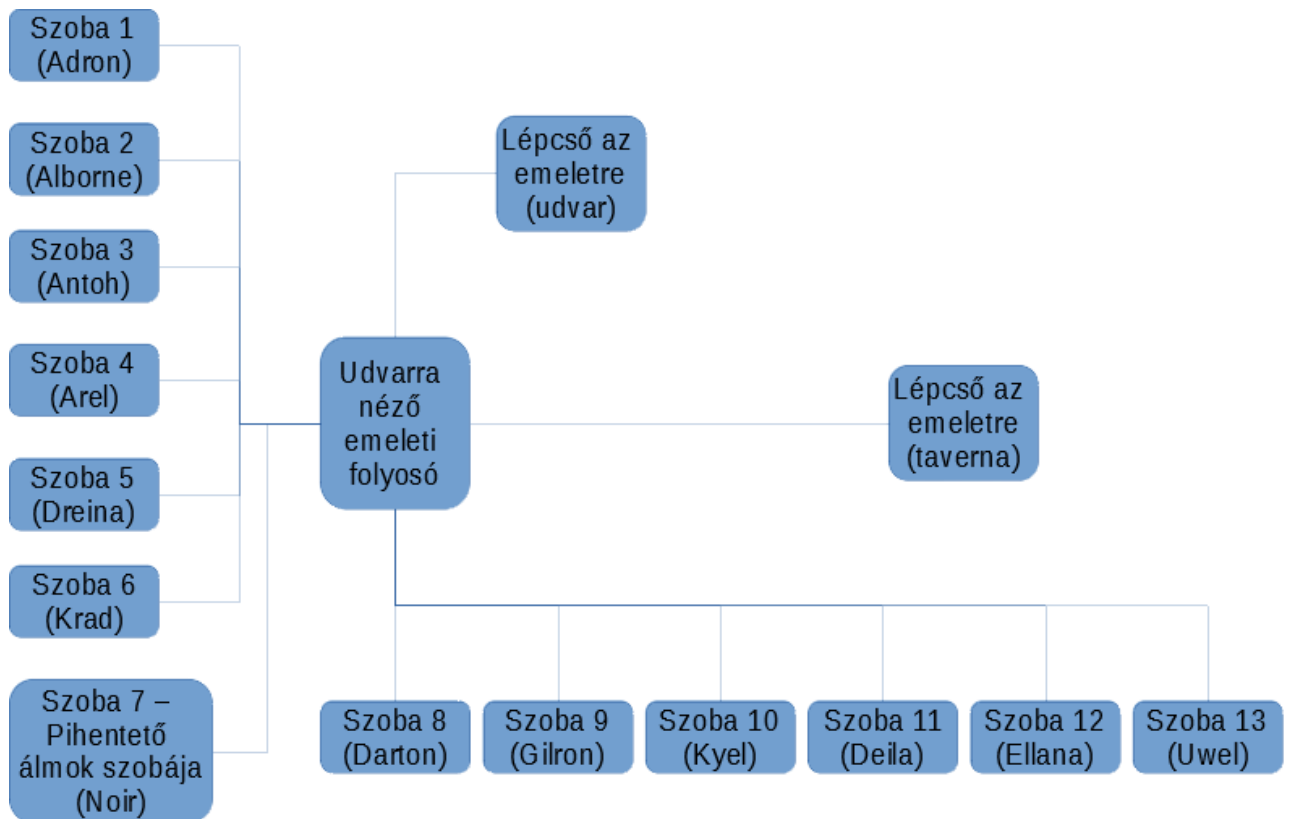 Szoba 1
(Adron)
Szoba 2
(Alborne)
Szoba 3
(Antoh)
Szoba 4
(Arel)
Szoba 5
(Dreina)
Szoba 6
(Krad)
Szoba 7 –
Pihentető
álmok szobája
(Noir)
Lépcső az
emeletre
(udvar)
Udvarra
néző
emeleti
folyosó
Lépcső az
emeletre
(taverna)
Szoba 8
(Darton)
Szoba 9
(Gilron)
Szoba 10
(Kyel)
Szoba 11
(Deila)
Szoba 12
(Ellana)
Szoba 13
(Uwel)